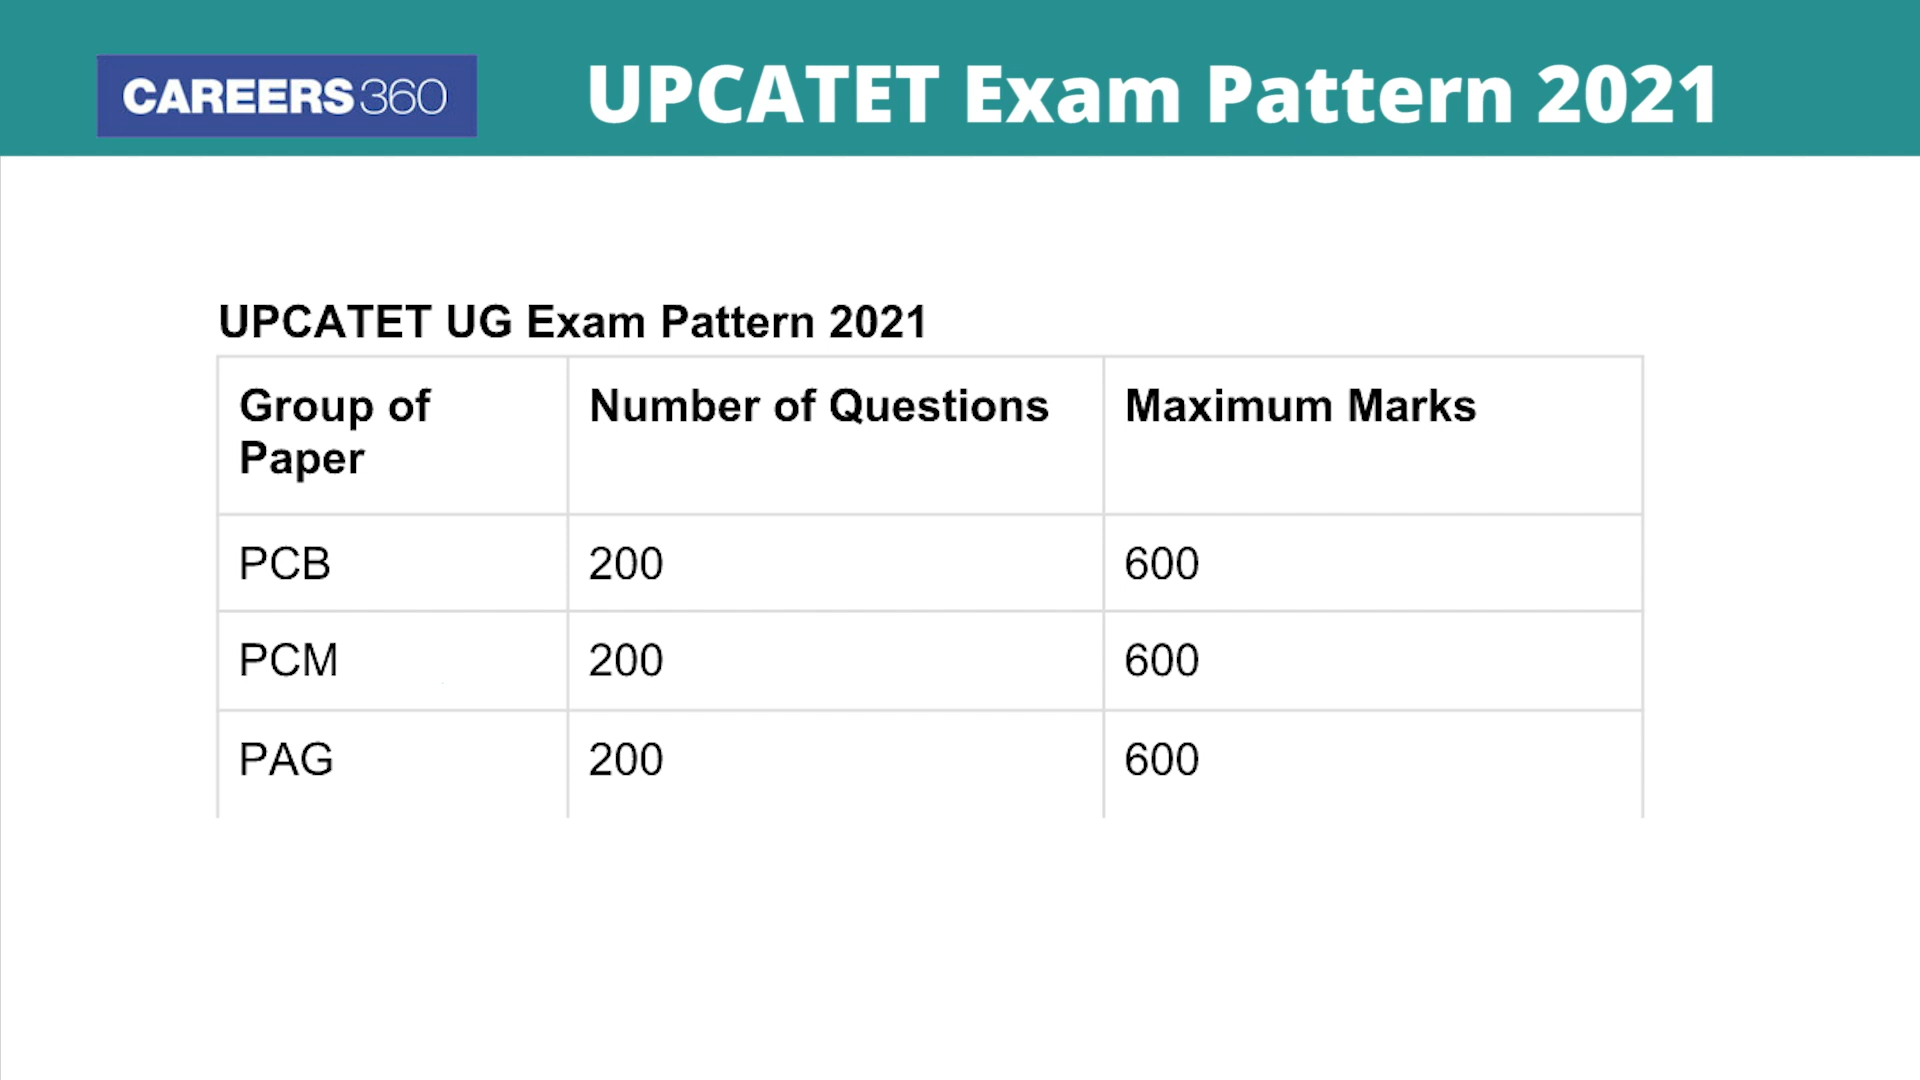 CAREERS360
UPCATET Exam Pattern 2021
UPCATET UG Exam Pattern 2021
Group of Paper Number of Questions Maximum Marks
PCB 200 600
PCM 200 600
PAG 200 600